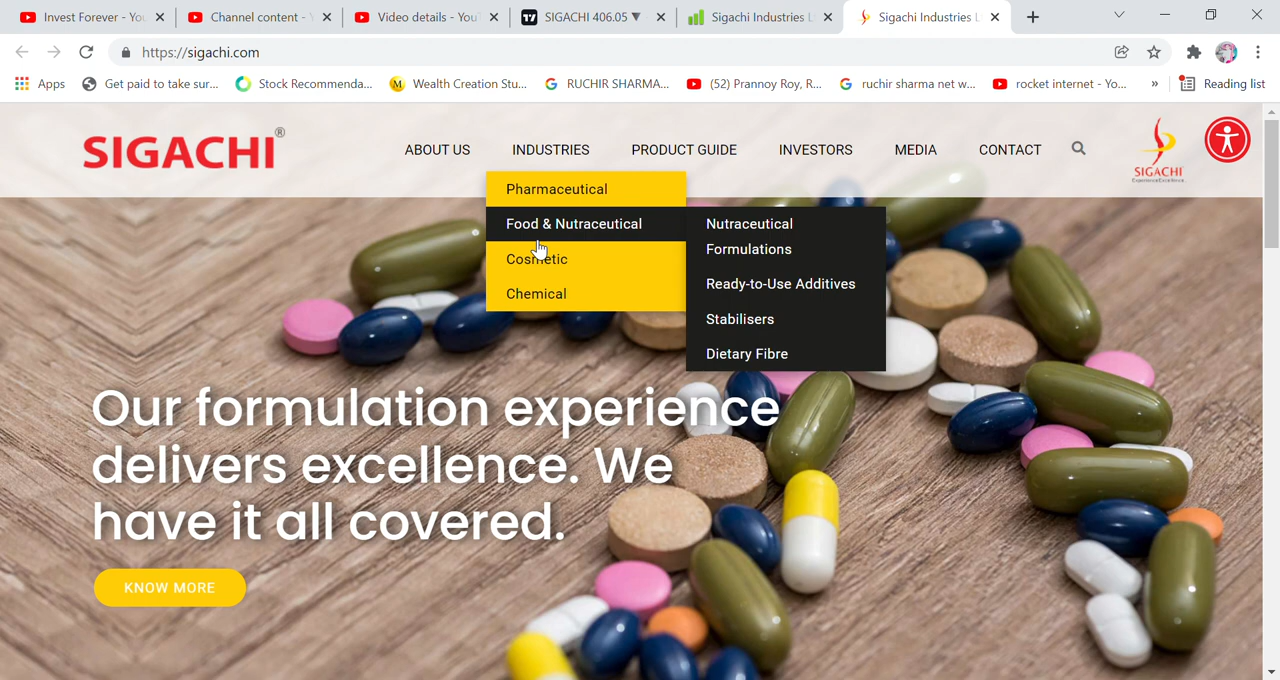 Invest Forever - You
Channel content -
Video details - You
SIGACHI 406.05 ▼
Sigachi Industries L
Sigachi Industries L
https://sigachi.com
Apps
Get paid to take sur...
Stock Recommenda...
Wealth Creation Stu...
RUCHIR SHARMA...
(52) Prannoy Roy, R...
ruchir sharma net w...
rocket internet - Yo...
»
Reading list
SIGACHI®
ABOUT US
INDUSTRIES
PRODUCT GUIDE
INVESTORS
MEDIA
CONTACT
SIGACHI
Experience Excellence...
Pharmaceutical
Food & Nutraceutical
Cosmetic
Chemical
Nutraceutical
Formulations
Ready-to-Use Additives
Stabilisers
Dietary Fibre
Our formulation experience
delivers excellence. We
have it all covered.
KNOW MORE